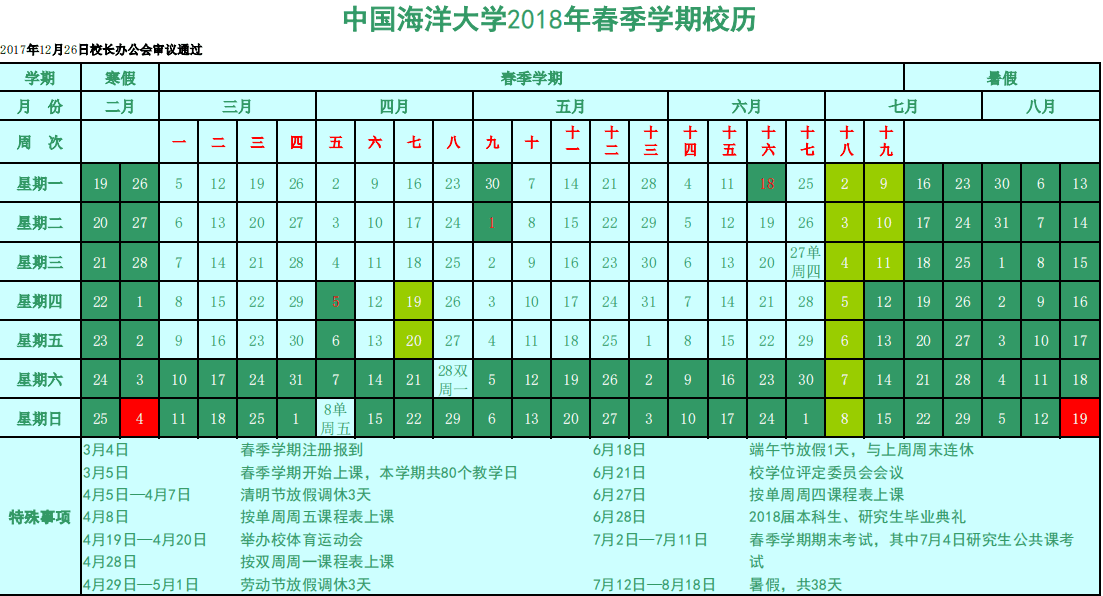 中国海洋大学2018年春季学期校历
2017年12月26日校长办公会审议通过
学期 寒假 春季学期 暑假
月 份 二月 三月 四月 五月 六月 七月 八月
周 次 一 二 三 四 五 六 七 八 九 十 十一 十二 十三 十四 十五 十六 十七 十八 十九
星期一 19 26 5 12 19 26 2 9 16 23 30 7 14 21 28 4 11 18 25 2 9 16 23 30 6 13
星期二 20 27 6 13 20 27 3 10 17 24 1 8 15 22 29 5 12 19 26 3 10 17 24 31 7 14
星期三 21 28 7 14 21 28 4 11 18 25 2 9 16 23 30 6 13 20 27单周四 4 11 18 25 1 8 15
星期四 22 1 8 15 22 29 5 12 19 26 3 10 17 24 31 7 14 21 28 5 12 19 26 2 9 16
星期五 23 2 9 16 23 30 6 13 20 27 4 11 18 25 1 8 15 22 29 6 13 20 27 3 10 17
星期六 24 3 10 17 24 31 7 14 21 28双周一 5 12 19 26 2 9 16 23 30 7 14 21 28 4 11 18
星期日 25 4 11 18 25 1 8单周五 15 22 29 6 13 20 27 3 10 17 24 1 8 15 22 29 5 12 19
特殊事项
3月4日 春季学期注册报到
3月5日 春季学期开始上课，本学期共80个教学日
4月5日—4月7日 清明节放假调休3天
4月8日 按单周周五课程表上课
4月19日—4月20日 举办校体育运动会
4月28日 按双周周一课程表上课
4月29日—5月1日 劳动节放假调休3天
6月18日 端午节放假1天，与上周周末连休
6月21日 校学位评定委员会会议
6月27日 按单周周四课程表上课
6月28日 2018届本科生、研究生毕业典礼
7月2日—7月11日 春季学期期末考试，其中7月4日研究生公共课考
试
7月12日—8月18日 暑假，共38天